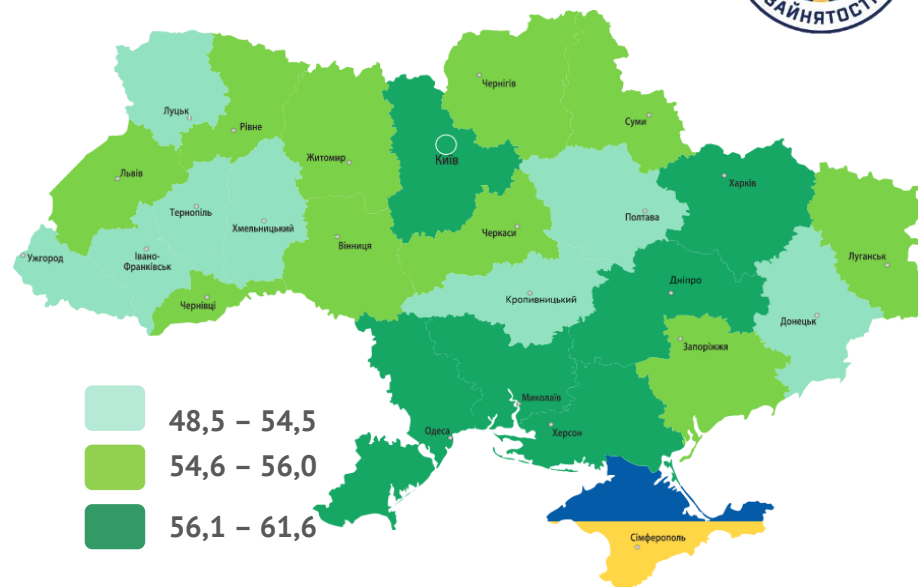 ЗАЙНЯТОСТІ
Чернігів
Луцьк
Суми
Рівне
Київ
Житомир
Львів
Харків
Тернопіль
Полтава
Хмельницький
Черкаси
Вінниця
Ужгород
Івано-
Франківськ
Луганськ
Дніпро
Чернівці
Кропивницький
Донецьк
Запоріжжя
Миколаїв
48,5 – 54,5
Одеса
Херсон
54,6 – 56,0
56,1 – 61,6
Сімферополь